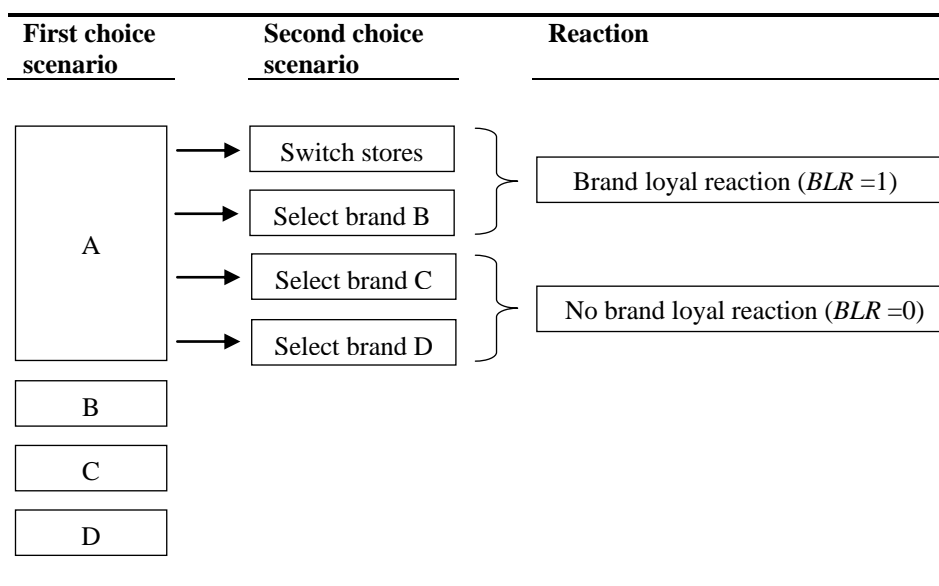 First choice scenario
Second choice scenario
Reaction
Switch stores
Brand loyal reaction (BLR =1)
Select brand B
A
Select brand C
No brand loyal reaction (BLR =0)
Select brand D
B
C
D